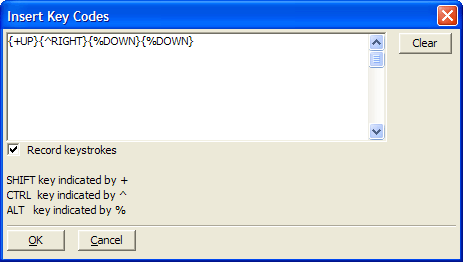 Insert Key Codes
{+UP}{^RIGHT}{%DOWN}{%DOWN}
Clear
Record keystrokes
SHIFT key indicated by +
CTRL key indicated by ^
ALT key indicated by %
OK
Cancel